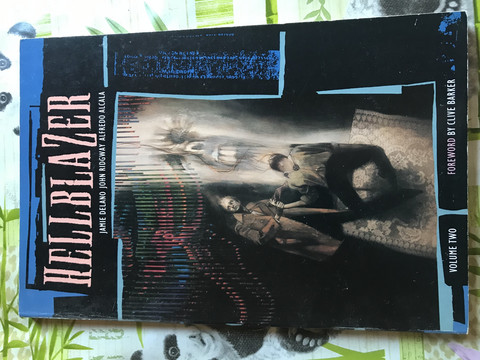 HELLBLAZER
JAMIE DELANO JOHN RIDGWAY ALFREDO ALCALA
VOLUME TWO
FOREWORD BY CLIVE BARKER